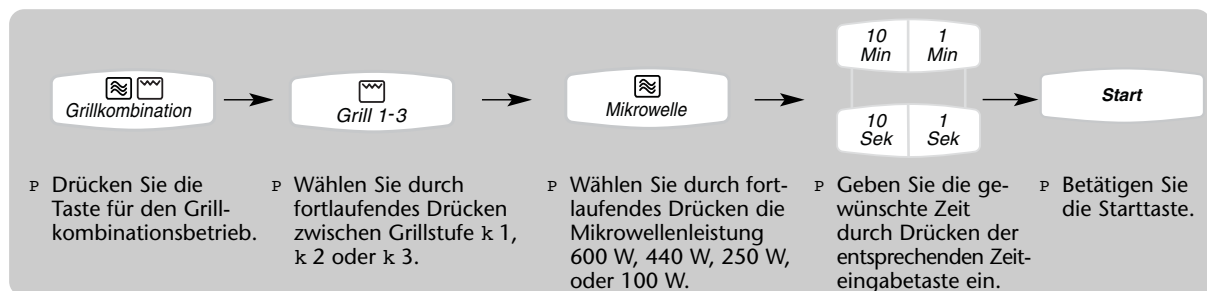 Grillkombination
Grill 1-3
Mikrowelle
10 Min
1 Min
10 Sek
1 Sek
Start
P Drücken Sie die
Taste für den Grill-
kombinationsbetrieb.
P Wählen Sie durch
fortlaufendes Drücken
zwischen Grillstufe k 1,
k 2 oder k 3.
P Wählen Sie durch fort-
laufendes Drücken die
Mikrowellenleistung
600 W, 440 W, 250 W,
oder 100 W.
P Geben Sie die ge-
wünschte Zeit
durch Drücken der
entsprechenden Zeit-
eingabetaste ein.
P Betätigen Sie
die Starttaste.